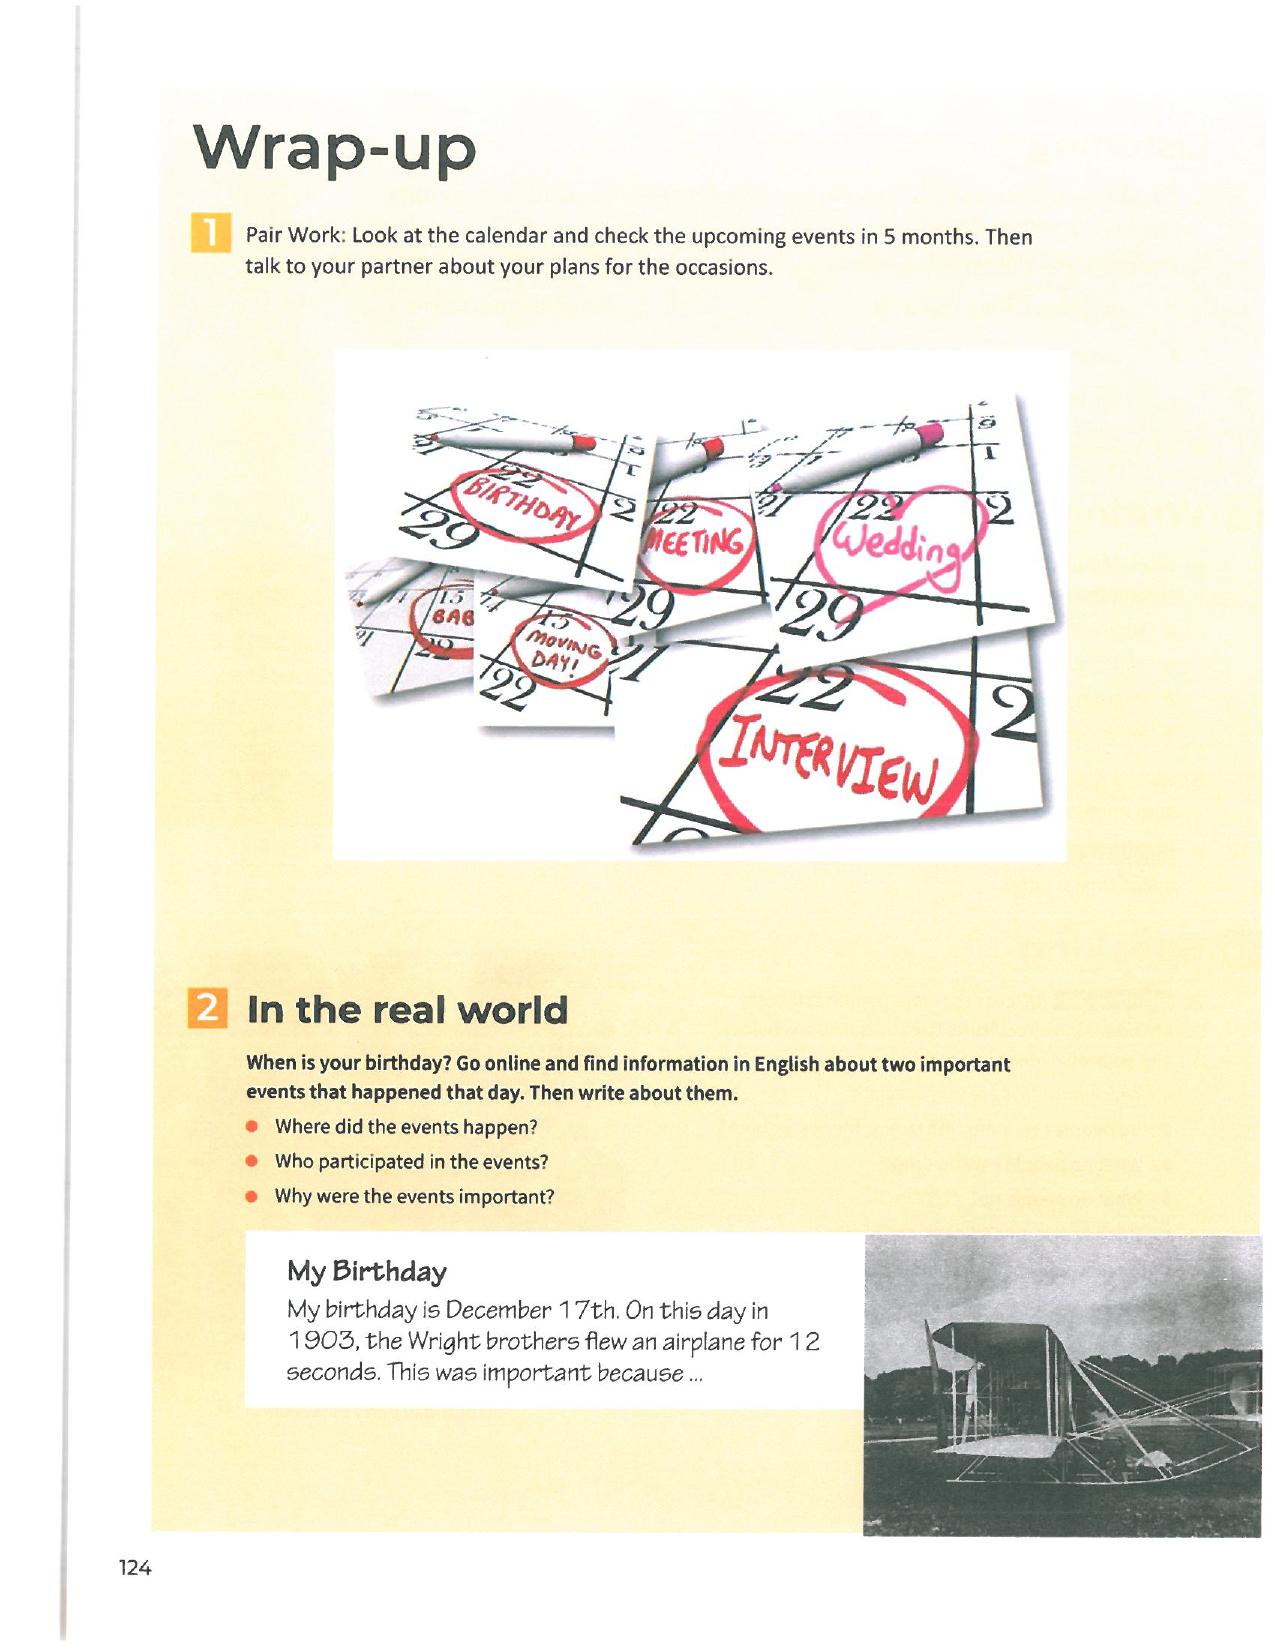 Wrap-up
1 Pair Work: Look at the calendar and check the upcoming events in 5 months. Then
talk to your partner about your plans for the occasions.
22
BIRTHDAY
29
2
22
MEETING
29
21
22
Wedding
29
2
9
1
15
BAB
22
21
15
MOVING
DAY!
22
22
INTERVIEW
2
2 In the real world
When is your birthday? Go online and find information in English about two important
events that happened that day. Then write about them.
• Where did the events happen?
• Who participated in the events?
• Why were the events important?
My Birthday
My birthday is December 17th. On this day in
1903, the Wright brothers flew an airplane for 12
seconds. This was important because ...
124